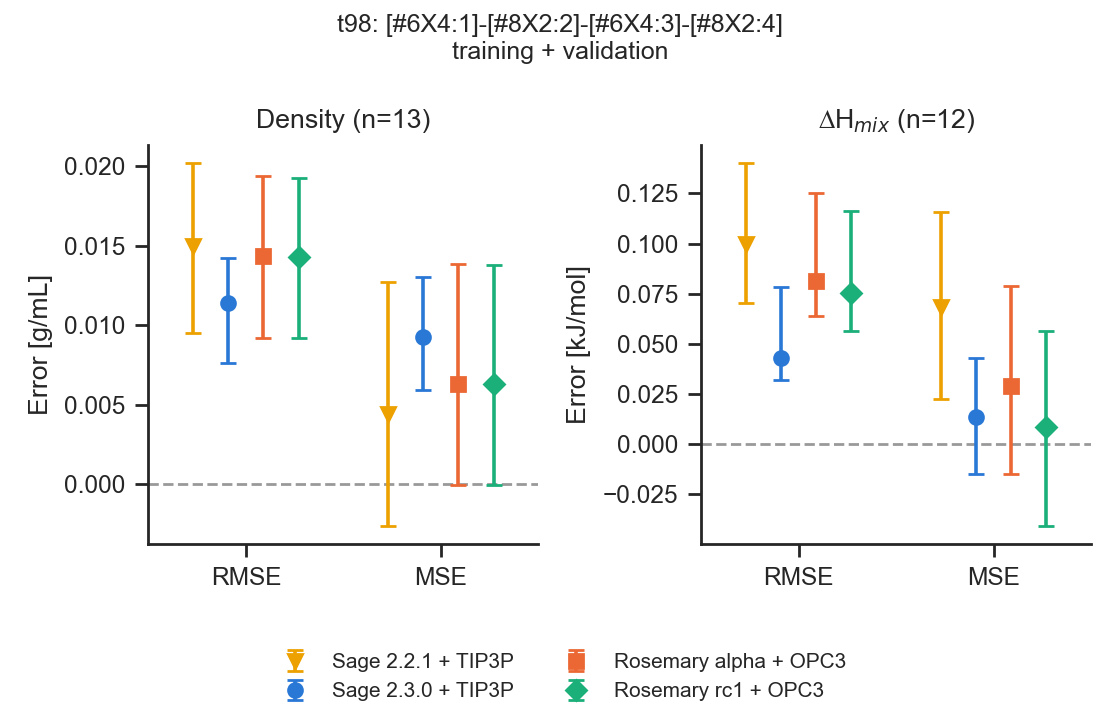 t98: [#6X4:1]-[#8X2:2]-[#6X4:3]-[#8X2:4]
training + validation
Density (n=13)
Error [g/mL]
0.020
0.015
0.010
0.005
0.000
RMSE
MSE
ΔH_mix (n=12)
Error [kJ/mol]
0.125
0.100
0.075
0.050
0.025
0.000
−0.025
RMSE
MSE
Sage 2.2.1 + TIP3P
Sage 2.3.0 + TIP3P
Rosemary alpha + OPC3
Rosemary rc1 + OPC3